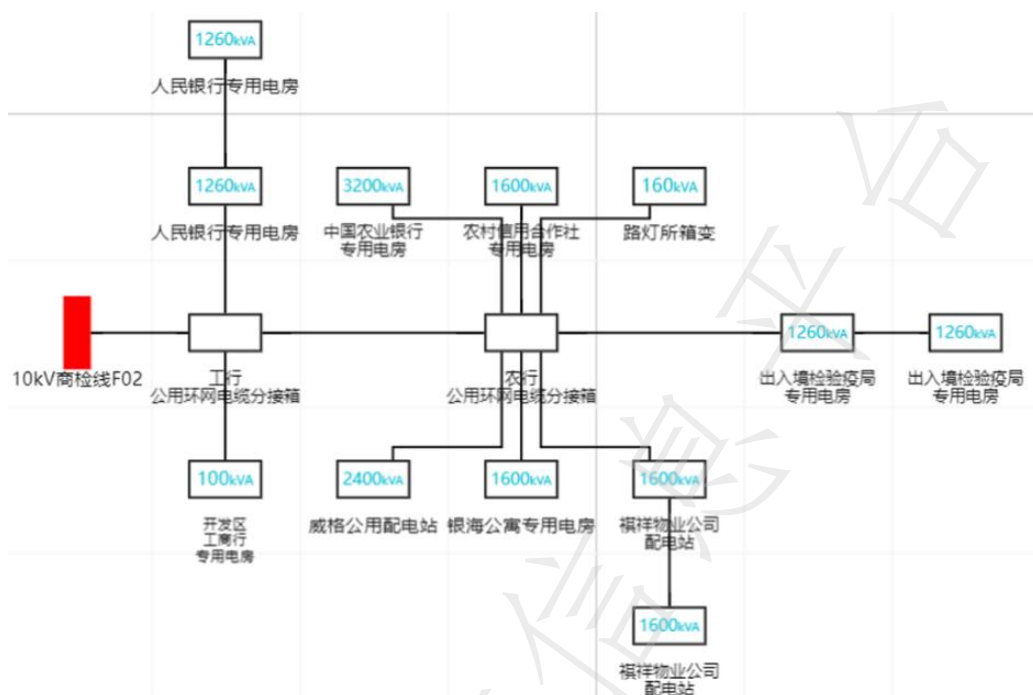 1260kVA
人民银行专用电房
1260kVA
3200kVA
1600kVA
160kVA
人民银行专用电房
中国农业银行
专用电房
农村信用合作社
专用电房
路灯所箱变
1260kVA
1260kVA
10kV商检线F02
工行
公用环网电缆分接箱
农行
公用环网电缆分接箱
出入境检验疫局
专用电房
出入境检验疫局
专用电房
100kVA
2400kVA
1600kVA
1600kVA
开发区
工商行
专用电房
威格公用配电站
银海公寓专用电房
祺祥物业公司
配电站
1600kVA
祺祥物业公司
配电站
信息平台